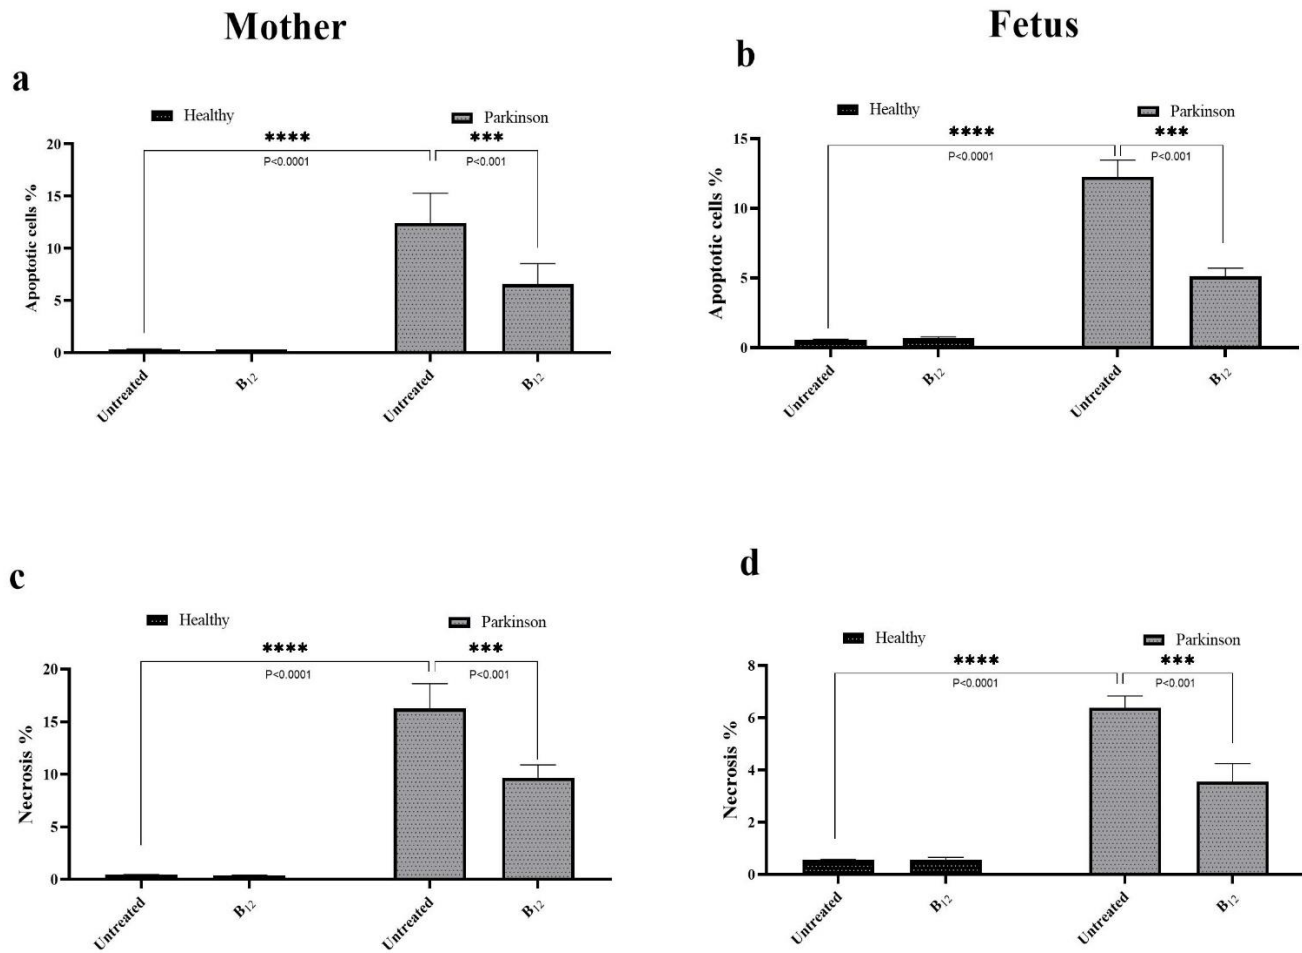 Mother
Fetus
a
Healthy
Parkinson
****
***
P<0.0001
P<0.001
Apoptotic cells %
20
15
10
5
0
Untreated
B₁₂
Untreated
B₁₂
b
Healthy
Parkinson
****
***
P<0.0001
P<0.001
Apoptotic cells %
15
10
5
0
Untreated
B₁₂
Untreated
B₁₂
c
Healthy
Parkinson
****
***
P<0.0001
P<0.001
Necrosis %
20
15
10
5
0
Untreated
B₁₂
Untreated
B₁₂
d
Healthy
Parkinson
****
***
P<0.0001
P<0.001
Necrosis %
8
6
4
2
0
Untreated
B₁₂
Untreated
B₁₂